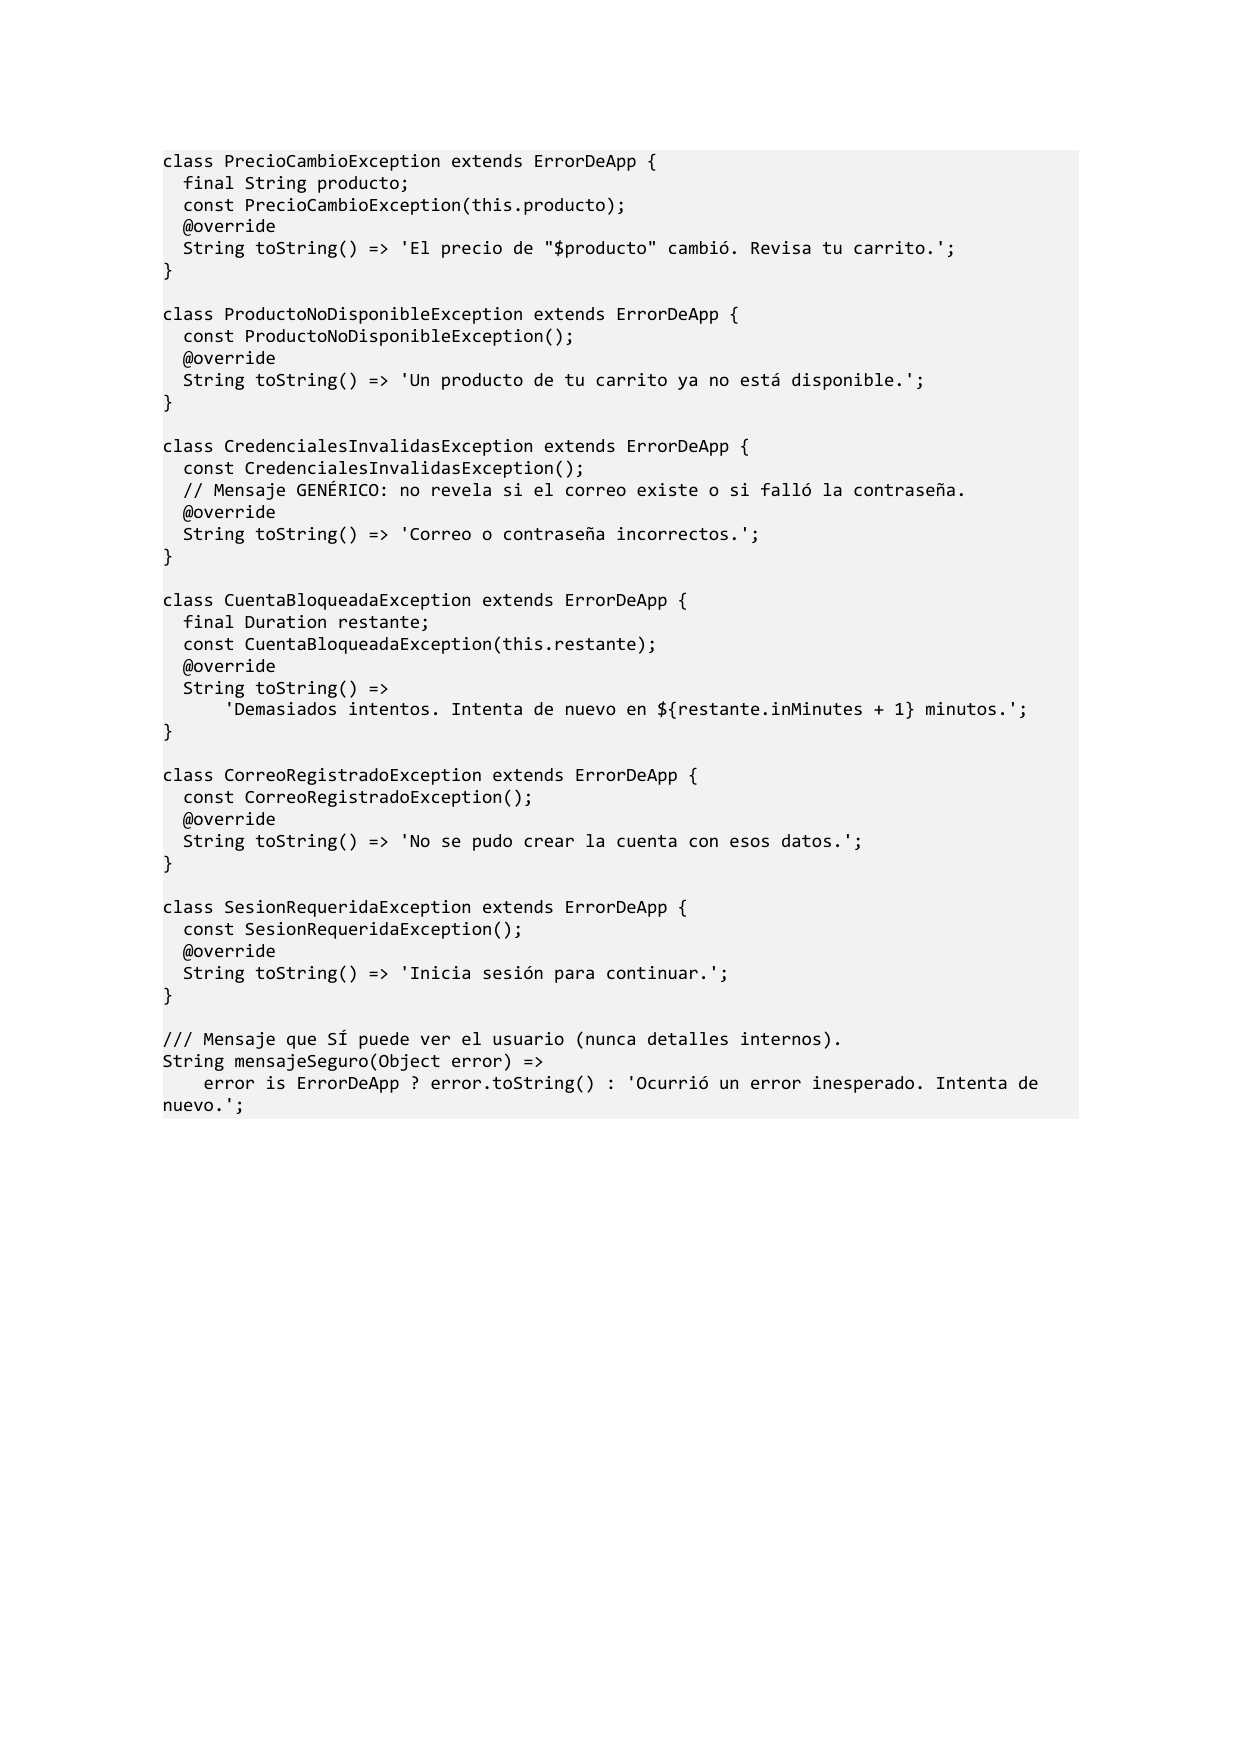 class PrecioCambioException extends ErrorDeApp {
  final String producto;
  const PrecioCambioException(this.producto);
  @override
  String toString() => 'El precio de "$producto" cambió. Revisa tu carrito.';
}

class ProductoNoDisponibleException extends ErrorDeApp {
  const ProductoNoDisponibleException();
  @override
  String toString() => 'Un producto de tu carrito ya no está disponible.';
}

class CredencialesInvalidasException extends ErrorDeApp {
  const CredencialesInvalidasException();
  // Mensaje GENÉRICO: no revela si el correo existe o si falló la contraseña.
  @override
  String toString() => 'Correo o contraseña incorrectos.';
}

class CuentaBloqueadaException extends ErrorDeApp {
  final Duration restante;
  const CuentaBloqueadaException(this.restante);
  @override
  String toString() =>
      'Demasiados intentos. Intenta de nuevo en ${restante.inMinutes + 1} minutos.';
}

class CorreoRegistradoException extends ErrorDeApp {
  const CorreoRegistradoException();
  @override
  String toString() => 'No se pudo crear la cuenta con esos datos.';
}

class SesionRequeridaException extends ErrorDeApp {
  const SesionRequeridaException();
  @override
  String toString() => 'Inicia sesión para continuar.';
}

/// Mensaje que SÍ puede ver el usuario (nunca detalles internos).
String mensajeSeguro(Object error) =>
    error is ErrorDeApp ? error.toString() : 'Ocurrió un error inesperado. Intenta de
nuevo.';